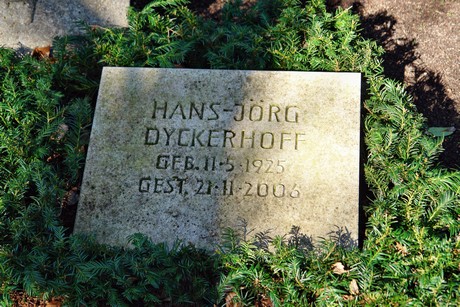 HANS-JÖRG
DYCKERHOFF
GEB. 11·5·1925
GEST. 21·11·2006